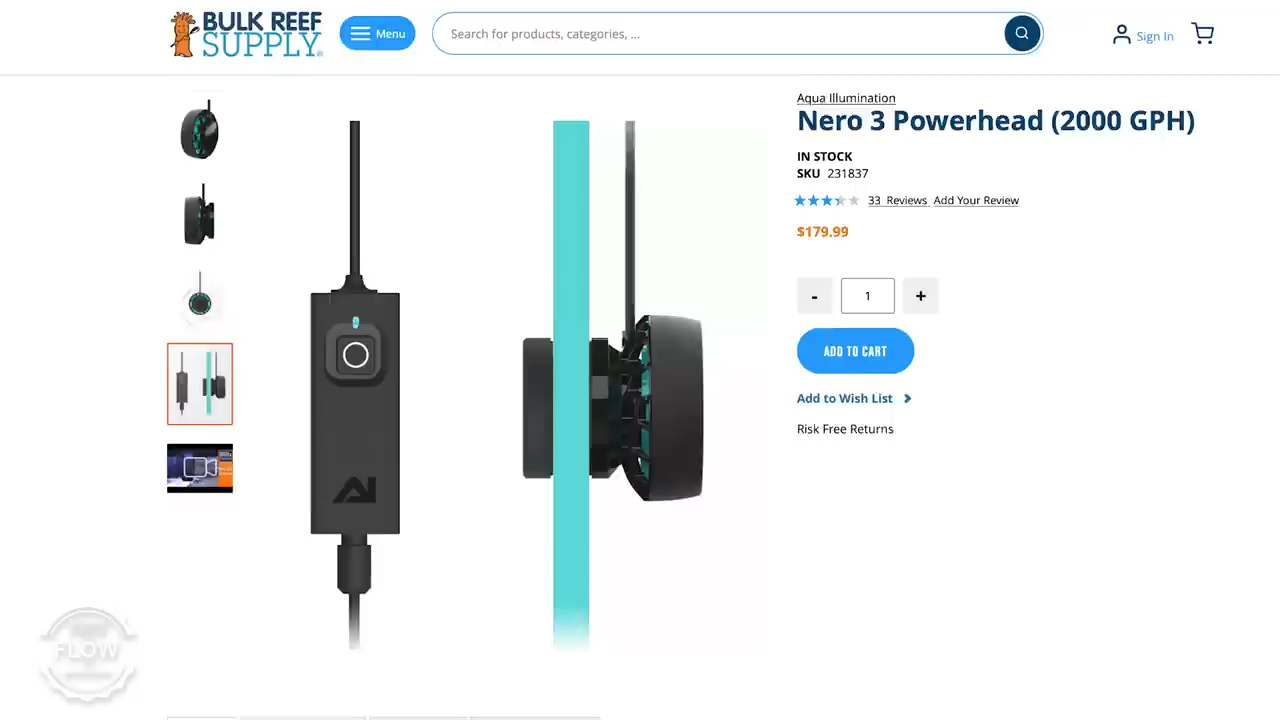 BULK REEF
SUPPLY
Menu
Search for products, categories, ...
Sign In
Aqua Illumination
Nero 3 Powerhead (2000 GPH)
IN STOCK
SKU 231837
33 Reviews Add Your Review
$179.99
- 1 +
ADD TO CART
Add to Wish List
Risk Free Returns
AI
FLOW